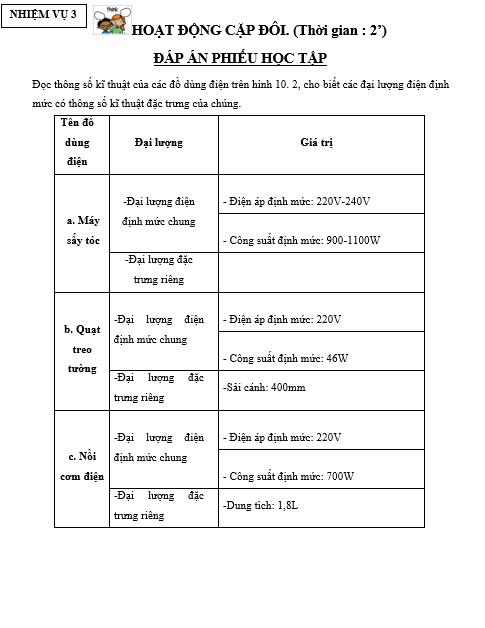 NHIỆM VỤ 3
HOẠT ĐỘNG CẶP ĐÔI. (Thời gian : 2’)
ĐÁP ÁN PHIẾU HỌC TẬP
Đọc thông số kĩ thuật của các đồ dùng điện trên hình 10. 2, cho biết các đại lượng điện định
mức có thông số kĩ thuật đặc trưng của chúng.
Tên đồ
dùng
điện
Đại lượng
Giá trị
a. Máy
sấy tóc
-Đại lượng điện
định mức chung
- Điện áp định mức: 220V-240V
- Công suất định mức: 900-1100W
-Đại lượng đặc
trưng riêng
b. Quạt
treo
tường
-Đại lượng điện
định mức chung
- Điện áp định mức: 220V
- Công suất định mức: 46W
-Đại lượng đặc
trưng riêng
-Sải cánh: 400mm
c. Nồi
cơm điện
-Đại lượng điện
định mức chung
- Điện áp định mức: 220V
- Công suất định mức: 700W
-Đại lượng đặc
trưng riêng
-Dung tích: 1,8L